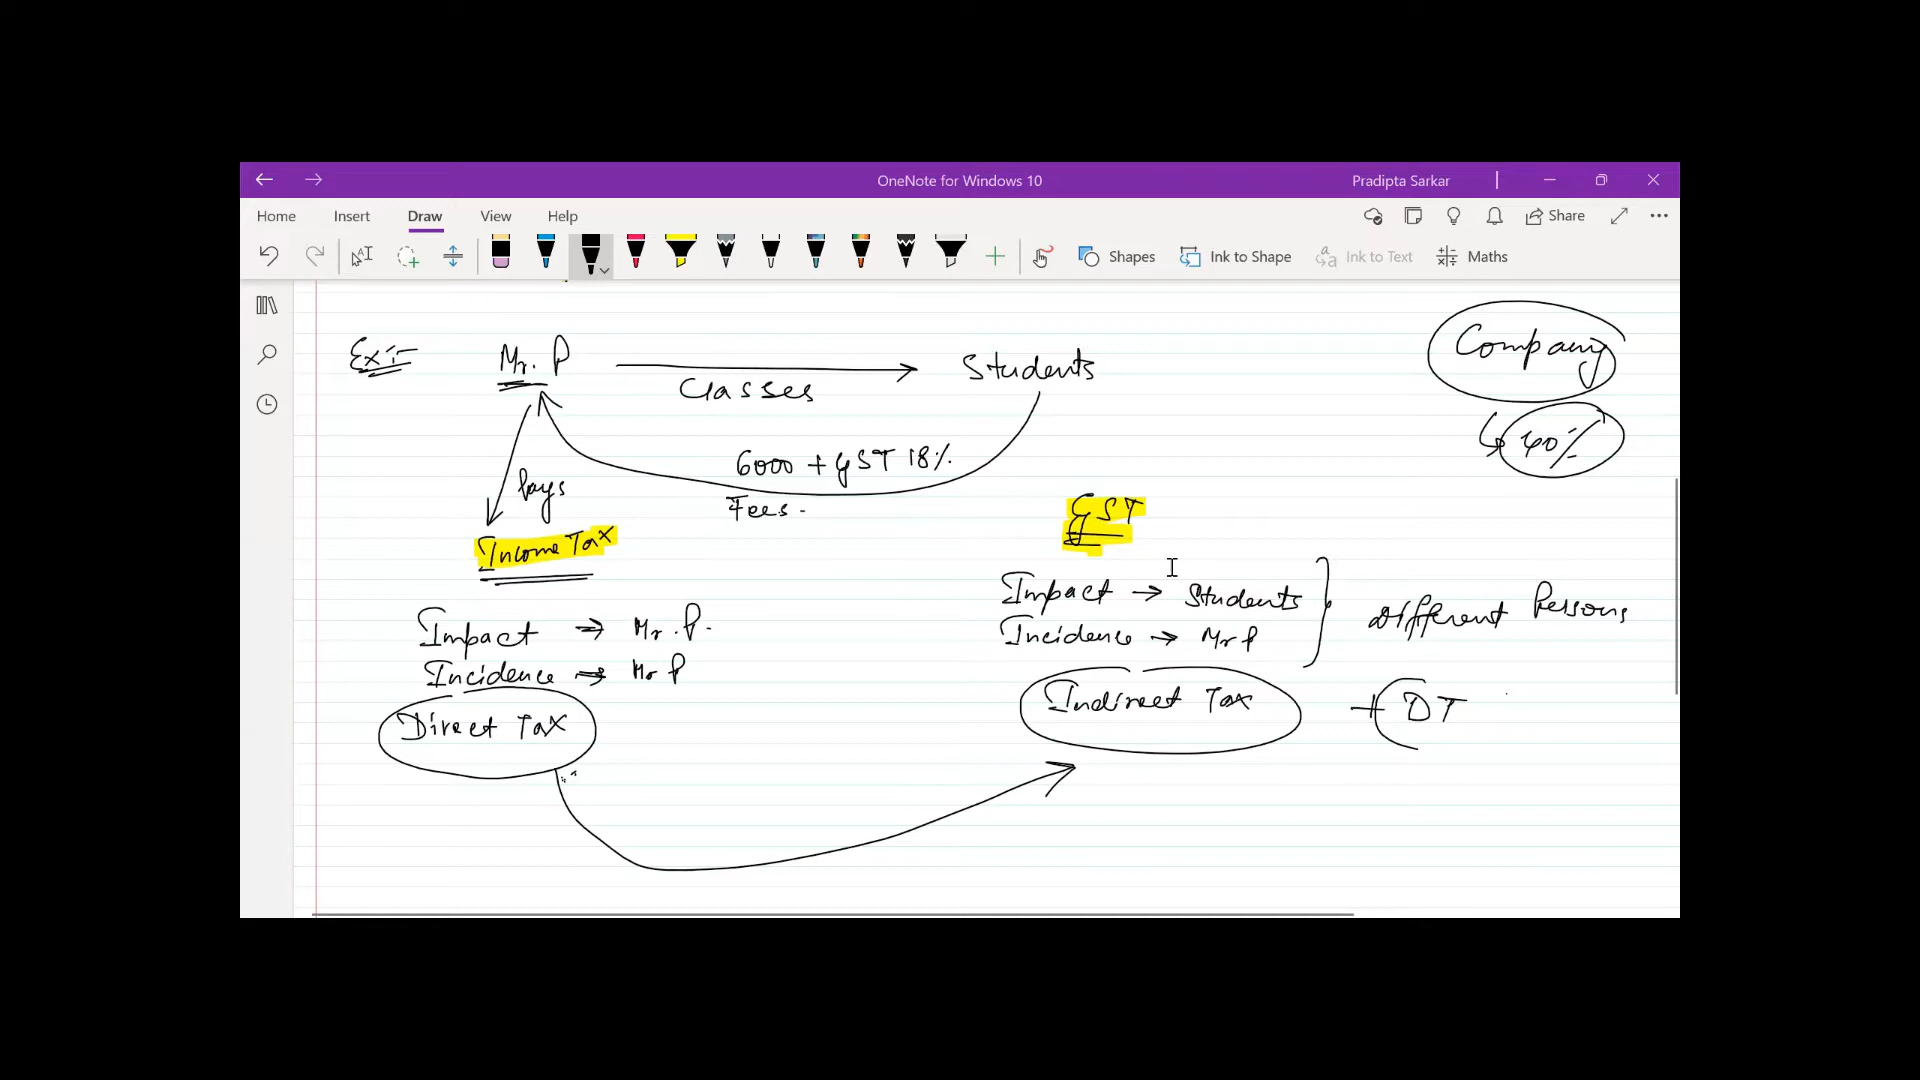 OneNote for Windows 10
Pradipta Sarkar
Home Insert Draw View Help
Share
Shapes Ink to Shape Ink to Text Maths
Ex:-
Mr. P
Classes
Students
Company
40%
6000 + GST 18%
Fees.
Pays
Income Tax
GST
Impact → Mr. P.
Incidence → Mr P
Direct Tax
Impact → Students
Incidence → Mr P
Different Persons
Indirect Tax
+ DT